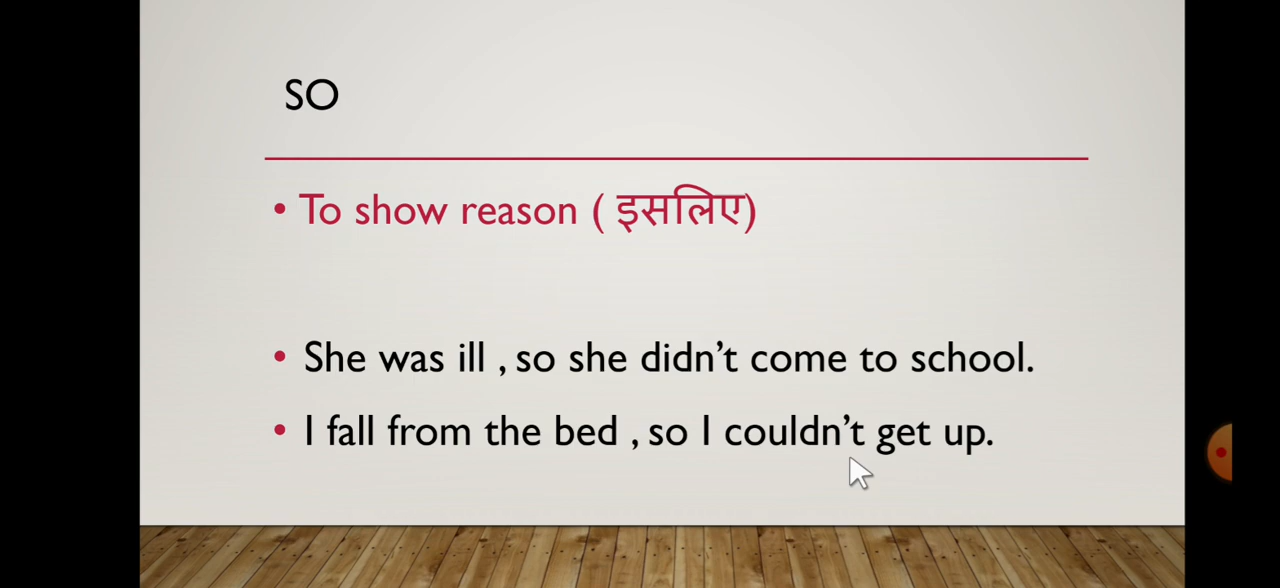 SO
• To show reason ( इसलिए)
• She was ill , so she didn’t come to school.
• I fall from the bed , so I couldn’t get up.